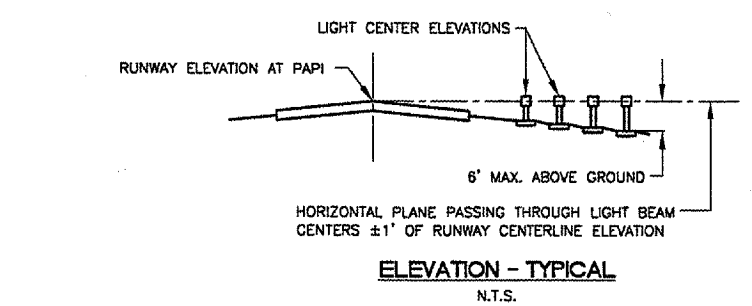 LIGHT CENTER ELEVATIONS
RUNWAY ELEVATION AT PAPI
6' MAX. ABOVE GROUND
HORIZONTAL PLANE PASSING THROUGH LIGHT BEAM
CENTERS ±1' OF RUNWAY CENTERLINE ELEVATION
ELEVATION - TYPICAL
N.T.S.